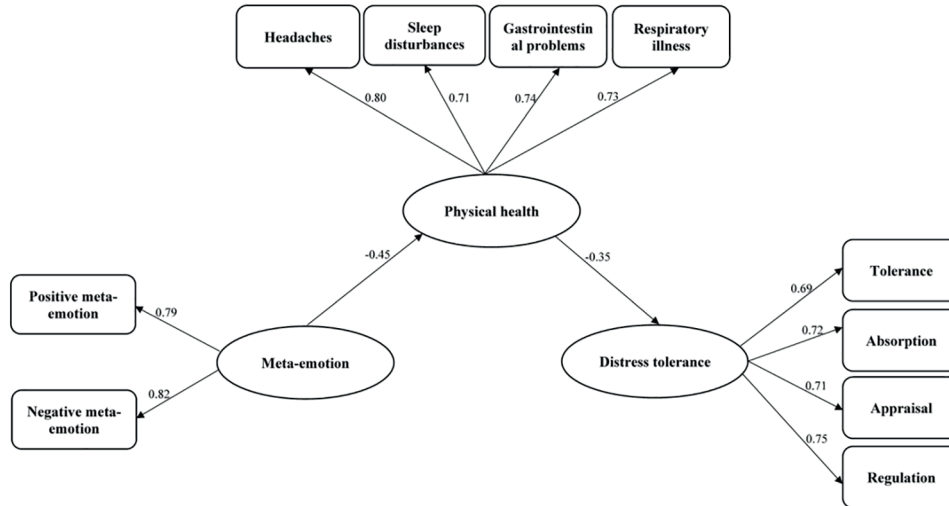 Headaches
Sleep
disturbances
Gastrointestin
al problems
Respiratory
illness
0.80
0.71
0.74
0.73
Physical health
-0.45
-0.35
Positive meta-
emotion
0.79
Meta-emotion
Negative meta-
emotion
0.82
Distress tolerance
0.69
Tolerance
0.72
Absorption
0.71
Appraisal
0.75
Regulation